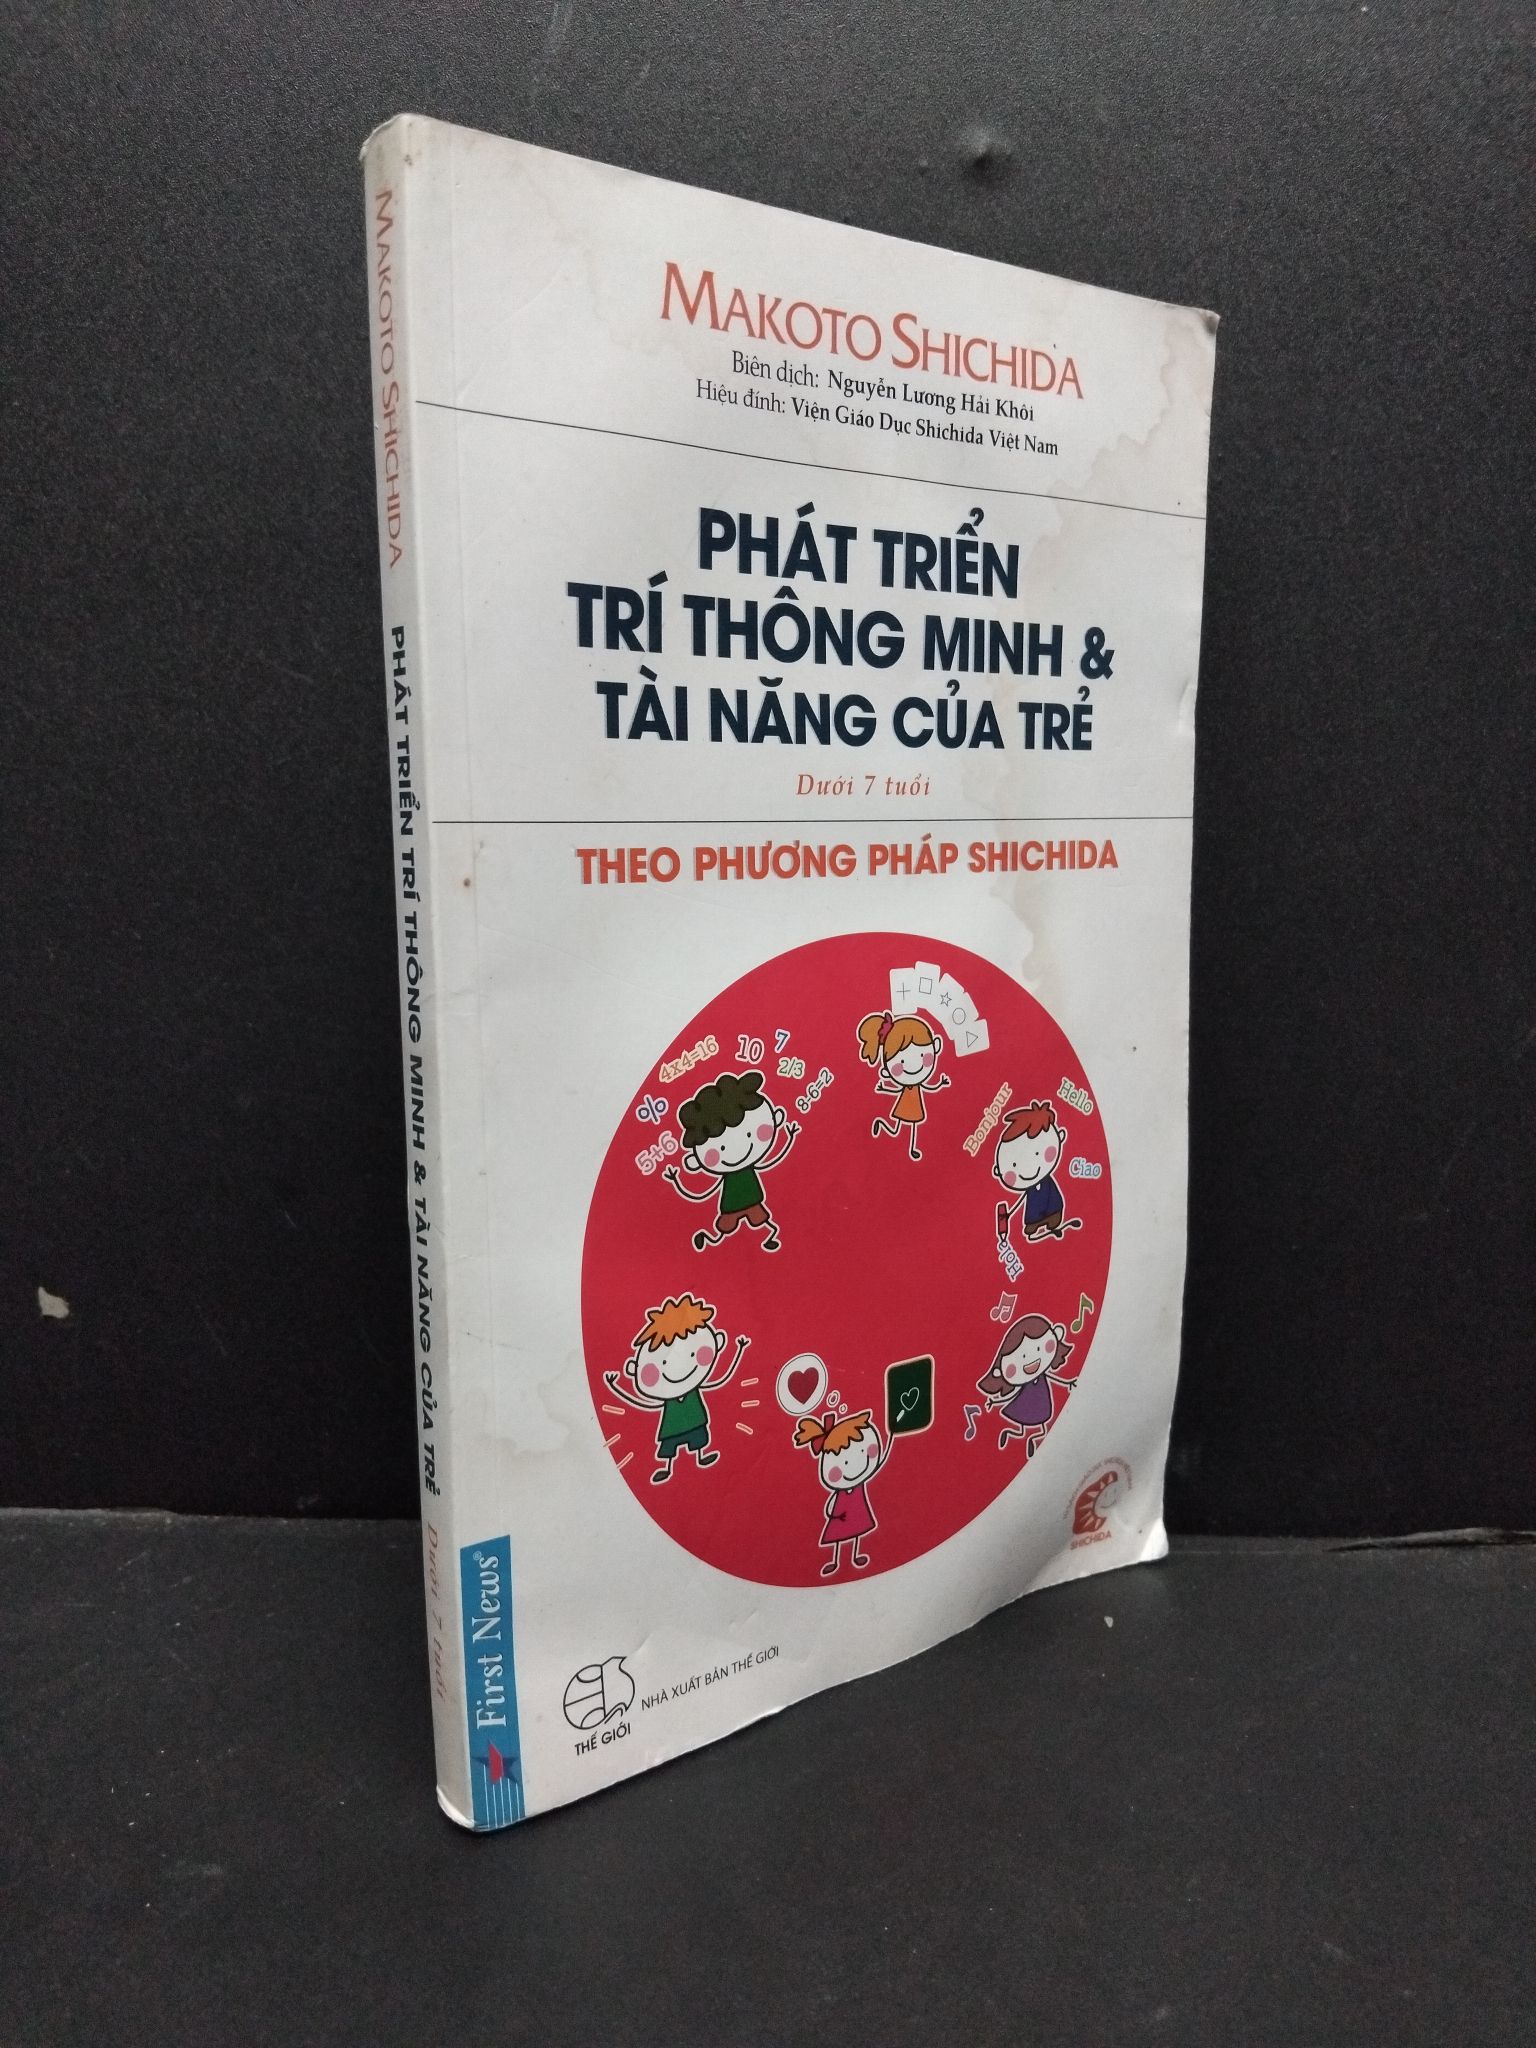 MAKOTO SHICHIDA
Biên dịch: Nguyễn Lương Hải Khôi
Hiệu đính: Viện Giáo Dục Shichida Việt Nam
PHÁT TRIỂN
TRÍ THÔNG MINH &
TÀI NĂNG CỦA TRẺ
Dưới 7 tuổi
THEO PHƯƠNG PHÁP SHICHIDA
4x4=16
10
7
2/3
8-6=2
%
5+6
Bonjour
Hello
Ciao
Hola
SHICHIDA
THẾ GIỚI
NHÀ XUẤT BẢN THẾ GIỚI
MAKOTO SHICHIDA
PHÁT TRIỂN TRÍ THÔNG MINH & TÀI NĂNG CỦA TRẺ
Dưới 7 tuổi
First News®